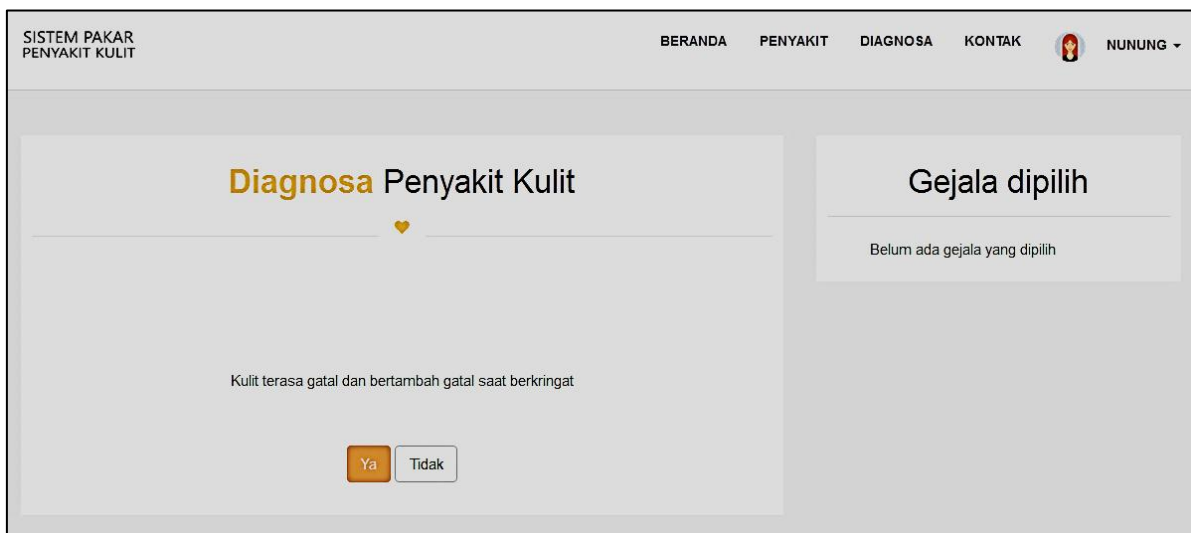 SISTEM PAKAR
PENYAKIT KULIT
BERANDA PENYAKIT DIAGNOSA KONTAK NUNUNG
Diagnosa Penyakit Kulit
Kulit terasa gatal dan bertambah gatal saat berkringat
Ya Tidak
Gejala dipilih
Belum ada gejala yang dipilih